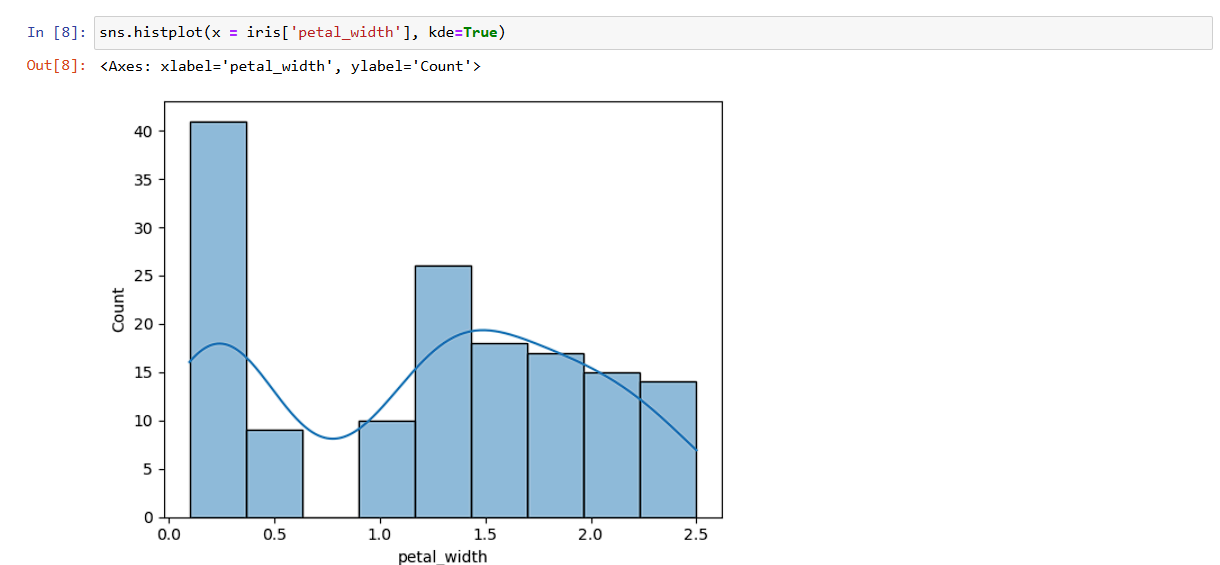 In [8]: sns.histplot(x = iris['petal_width'], kde=True)
Out[8]: <Axes: xlabel='petal_width', ylabel='Count'>
40
35
30
25
20
15
10
5
0
Count
0.0 0.5 1.0 1.5 2.0 2.5
petal_width